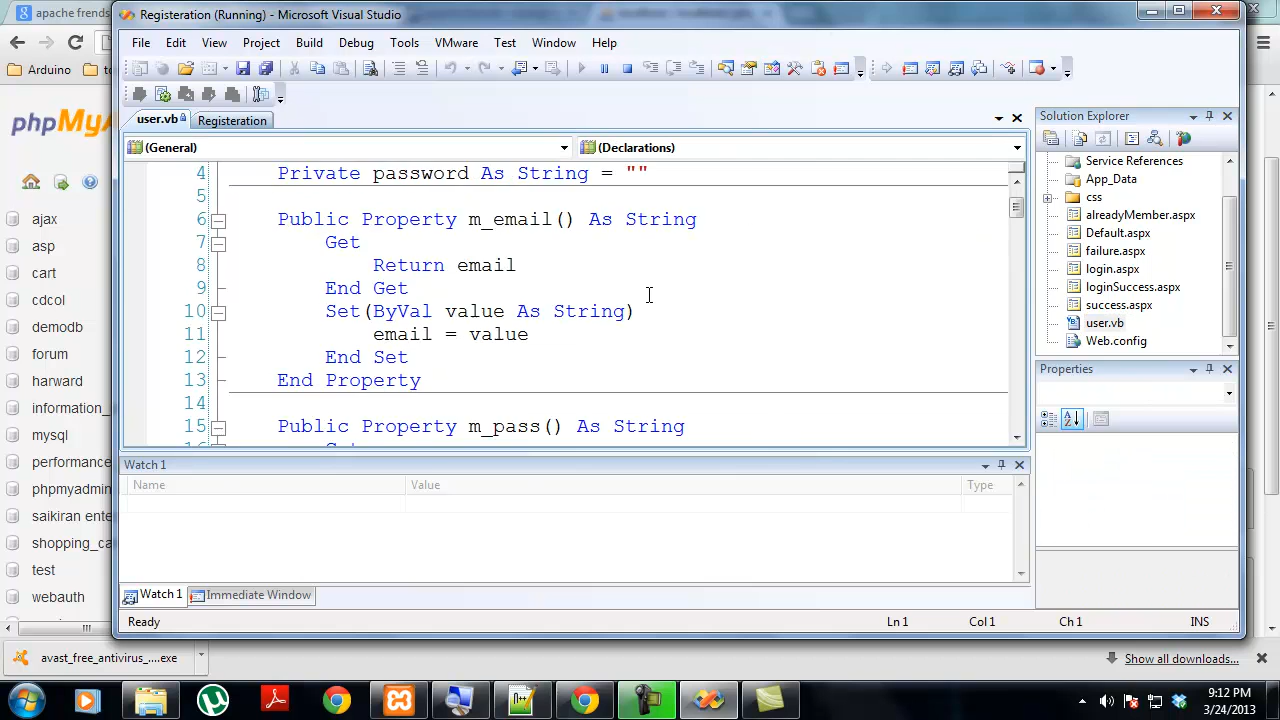 apache frends
Registeration (Running) - Microsoft Visual Studio
File Edit View Project Build Debug Tools VMware Test Window Help
Arduino
user.vb Registeration
(General) (Declarations)
4 Private password As String = ""
5
6 Public Property m_email() As String
7 Get
8 Return email
9 End Get
10 Set(ByVal value As String)
11 email = value
12 End Set
13 End Property
14
15 Public Property m_pass() As String
Solution Explorer
Service References
App_Data
css
alreadyMember.aspx
Default.aspx
failure.aspx
login.aspx
loginSuccess.aspx
success.aspx
user.vb
Web.config
Properties
phpMyA
ajax
asp
cart
cdcol
demodb
forum
harward
information_
mysql
performance
phpmyadmin
saikiran ente
shopping_ca
test
webauth
Watch 1
Name Value Type
Watch 1 Immediate Window
Ready Ln 1 Col 1 Ch 1 INS
avast_free_antivirus_....exe
Show all downloads...
9:12 PM
3/24/2013